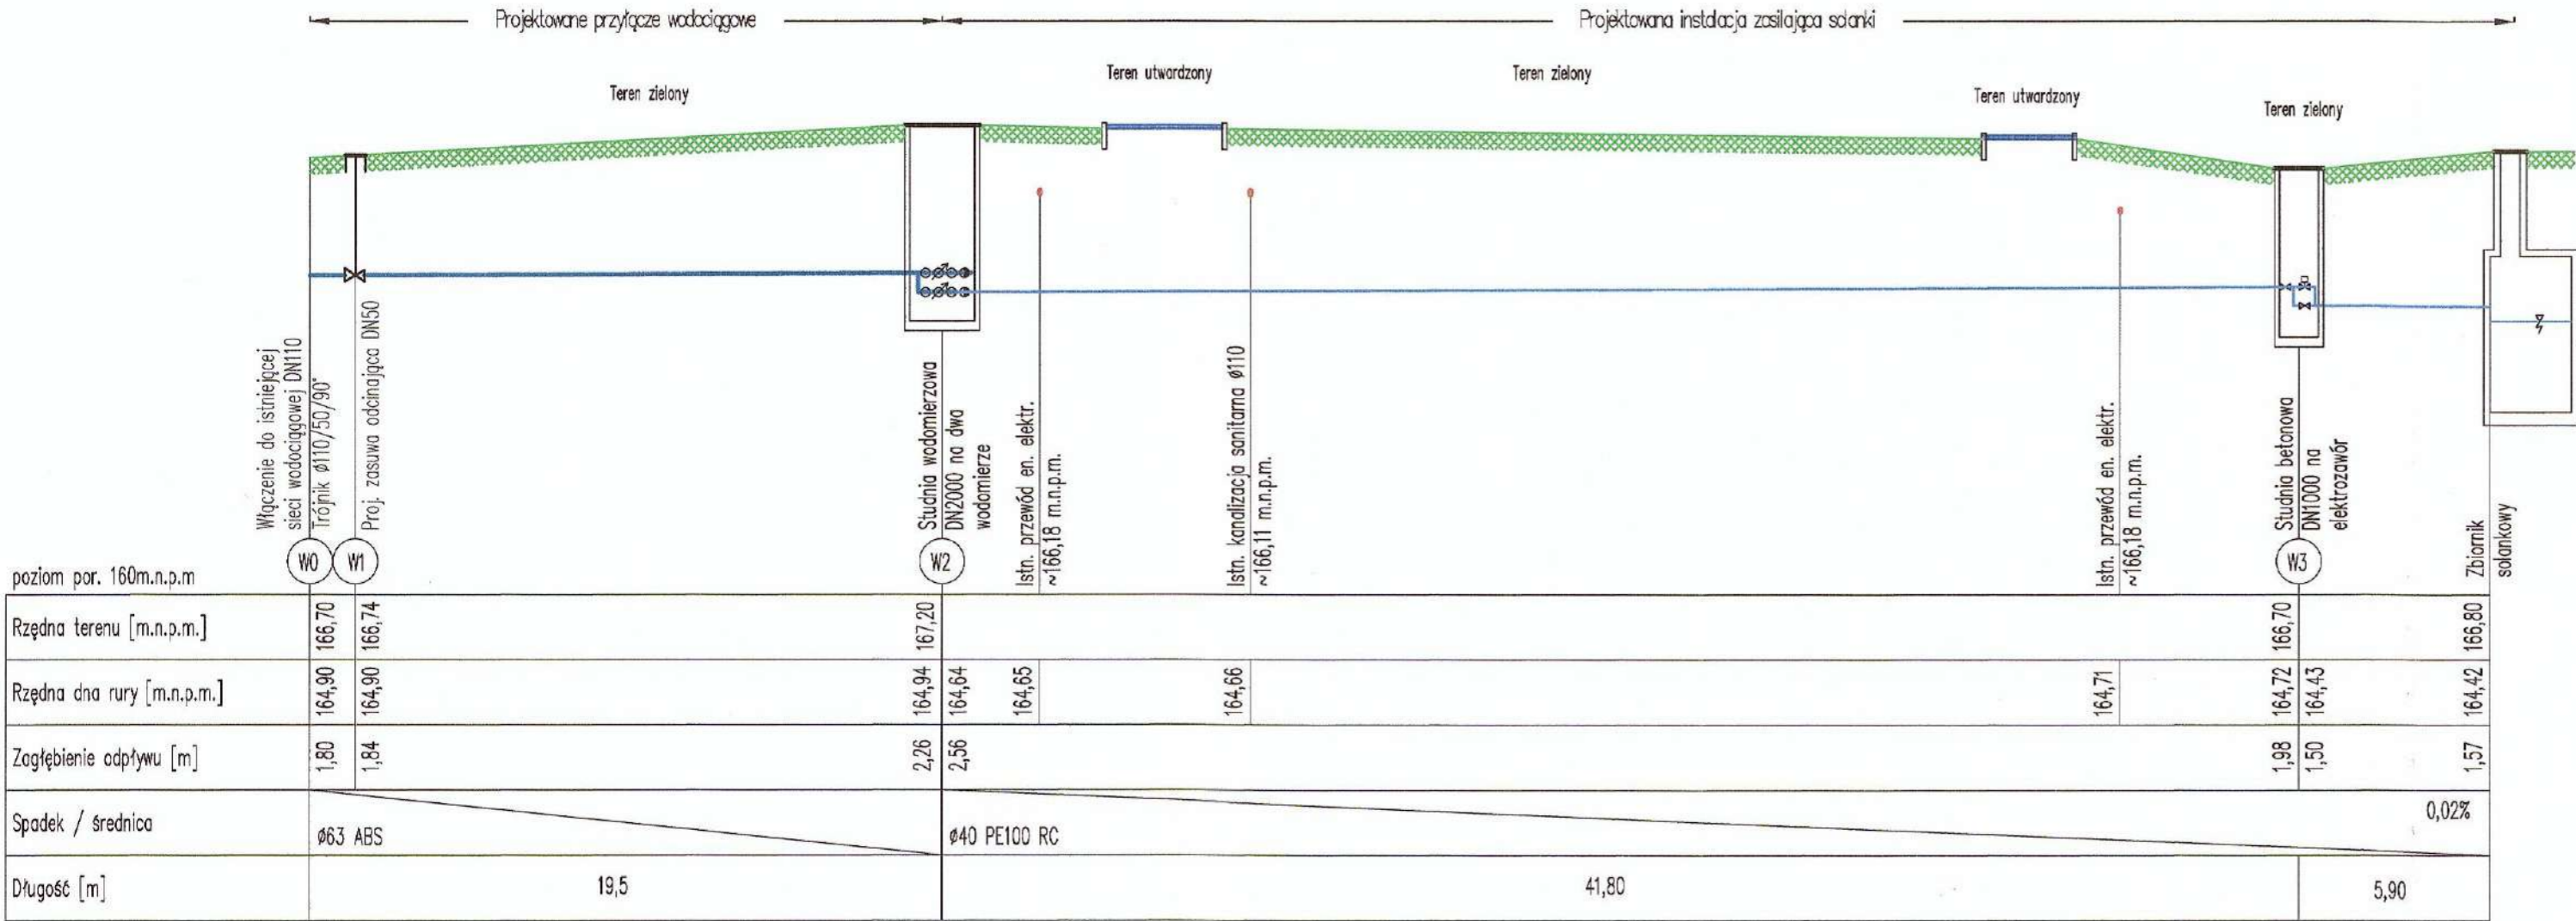 Projektowane przyłącze wodociągowe
Projektowana instalacja zasilająca solanki
Teren zielony
Teren utwardzony
Teren zielony
Teren utwardzony
Teren zielony
Włączenie do istniejącej
sieci wodociągowej DN110
Trójnik ø110/50/90°
Proj. zasuwa odcinająca DN50
Studnia wodomierzowa
DN2000 na dwa
wodomierze
Istn. przewód en. elektr.
~166,18 m.n.p.m.
Istn. kanalizacja sanitarna ø110
~166,11 m.n.p.m.
Istn. przewód en. elektr.
~166,18 m.n.p.m.
Studnia betonowa
DN1000 na
elektrozawór
Zbiornik
solankowy
W0 W1 W2 W3
poziom por. 160m.n.p.m
Rzędna terenu [m.n.p.m.] 166,70 166,74 167,20 166,70 166,80
Rzędna dna rury [m.n.p.m.] 164,90 164,90 164,94 164,64 164,65 164,66 164,71 164,72 164,43 164,42
Zagłębienie odpływu [m] 1,80 1,84 2,26 2,56 1,98 1,50 1,57
Spadek / średnica ø63 ABS ø40 PE100 RC 0,02%
Długość [m] 19,5 41,80 5,90